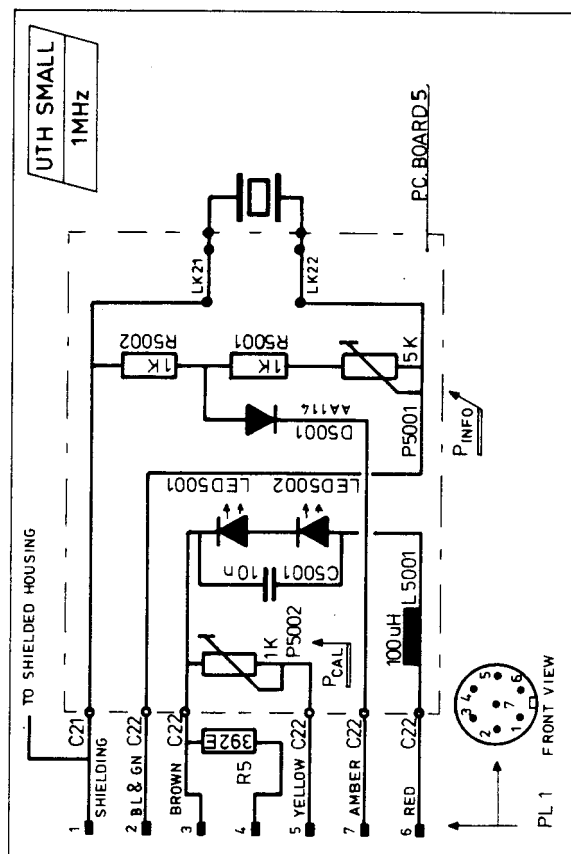 UTH SMALL
1MHz
PC. BOARD 5
TO SHIELDED HOUSING
LK21
LK22
R5002
1K
R5001
1K
5K
P5001
PINFO
D5001
AA114
LED5001
LED5002
C5001
10n
1K
P5002
PCAL
100uH
L5001
C21
C22
C22
C22
C22
C22
392E
R5
1
SHIELDING
2
BL & GN
3
BROWN
4
5
YELLOW
7
AMBER
6
RED
PL 1
1
2
3
4
5
6
7
FRONT VIEW